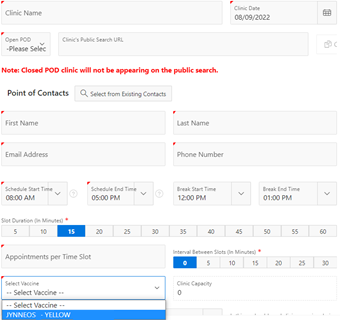 Clinic Name
Clinic Date
08/09/2022
Open POD
-Please Selec
Clinic's Public Search URL
Note: Closed POD clinic will not be appearing on the public search.
Point of Contacts
Select from Existing Contacts
First Name
Last Name
Email Address
Phone Number
Schedule Start Time
08:00 AM
Schedule End Time
05:00 PM
Break Start Time
12:00 PM
Break End Time
01:00 PM
Slot Duration (In Minutes) *
5 10 15 20 25 30 35 40 45 50 55 60
Appointments per Time Slot
Interval Between Slots (In Minutes) *
0 5 10 15 20 25 30
Select Vaccine
-- Select Vaccine --
Clinic Capacity
0
-- Select Vaccine --
JYNNEOS - YELLOW